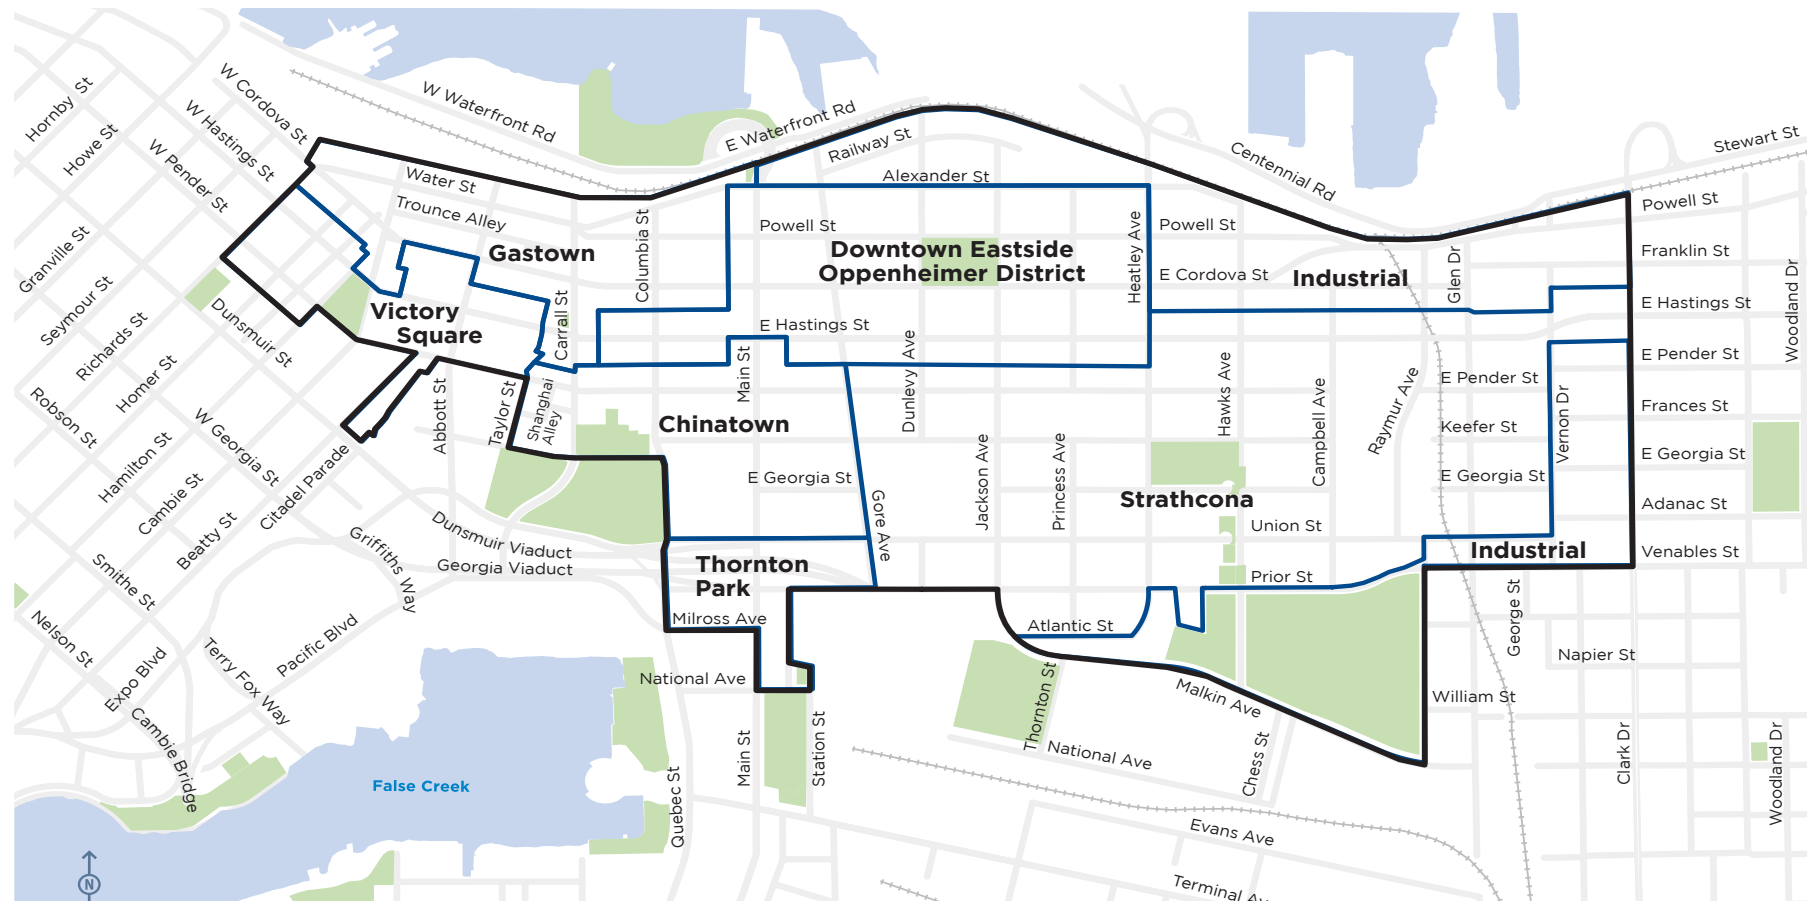 Hornby St
Howe St
W Cordova St
W Hastings St
W Pender St
Granville St
Seymour St
Richards St
Homer St
Dunsmuir St
Robson St
Hamilton St
Cambie St
W Georgia St
Citadel Parade
Beatty St
Smithe St
Nelson St
Expo Blvd
Cambie Bridge
Terry Fox Way
Pacific Blvd
Griffiths Way
Dunsmuir Viaduct
Georgia Viaduct
Abbott St
Taylor St
Shanghai
Alley
Carrall St
Columbia St
W Waterfront Rd
E Waterfront Rd
Railway St
Water St
Trounce Alley
Gastown
Victory
Square
Alexander St
Powell St
Downtown Eastside
Oppenheimer District
E Hastings St
Main St
Dunlevy Ave
Heatley Ave
Chinatown
E Georgia St
Gore Ave
Thornton
Park
Milross Ave
National Ave
Main St
Station St
Quebec St
False Creek
N
Centennial Rd
Stewart St
Powell St
E Cordova St
Industrial
Glen Dr
Powell St
Franklin St
E Hastings St
Woodland Dr
E Pender St
Frances St
E Georgia St
Adanac St
Venables St
E Pender St
Keefer St
E Georgia St
Vernon Dr
Raymur Ave
Campbell Ave
Hawks Ave
Jackson Ave
Princess Ave
Strathcona
Union St
Prior St
Industrial
Atlantic St
Malkin Ave
Thornton St
National Ave
Chess St
Evans Ave
Terminal Av
George St
Napier St
William St
Clark Dr
Woodland Dr